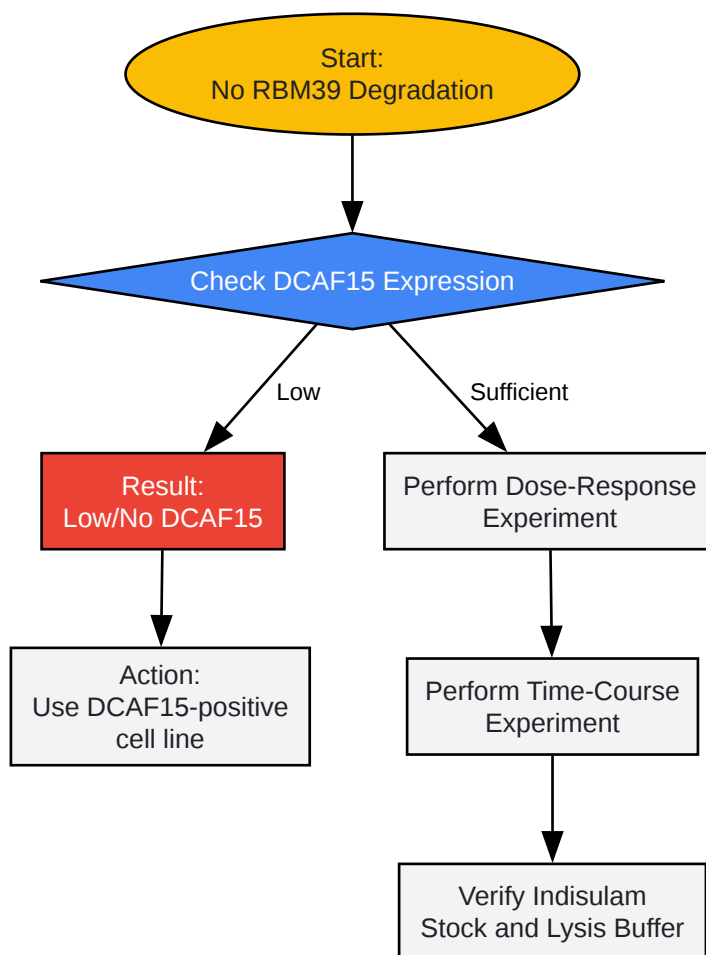 Start:
No RBM39 Degradation
Check DCAF15 Expression
Low
Sufficient
Result:
Low/No DCAF15
Perform Dose-Response
Experiment
Action:
Use DCAF15-positive
cell line
Perform Time-Course
Experiment
Verify Indisulam
Stock and Lysis Buffer